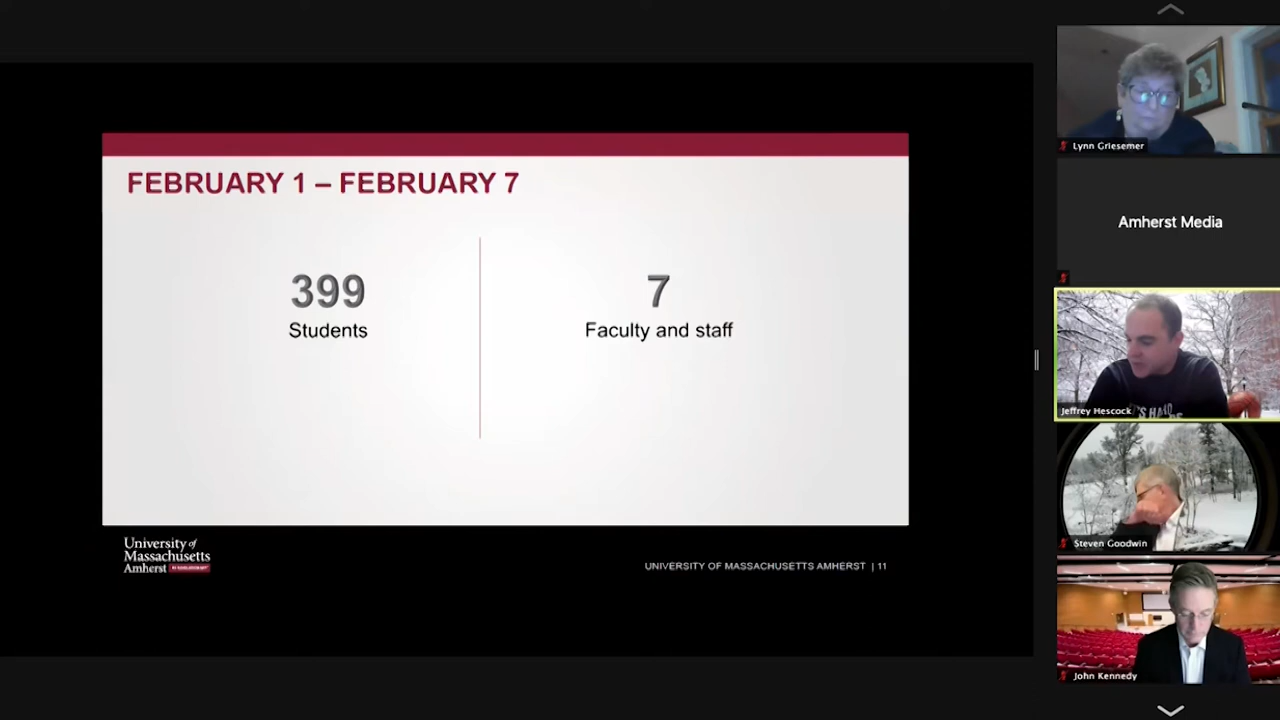 FEBRUARY 1 – FEBRUARY 7
399
Students
7
Faculty and staff
University of
Massachusetts
Amherst
UNIVERSITY OF MASSACHUSETTS AMHERST | 11
Lynn Griesemer
Amherst Media
Jeffrey Hescock
Steven Goodwin
John Kennedy